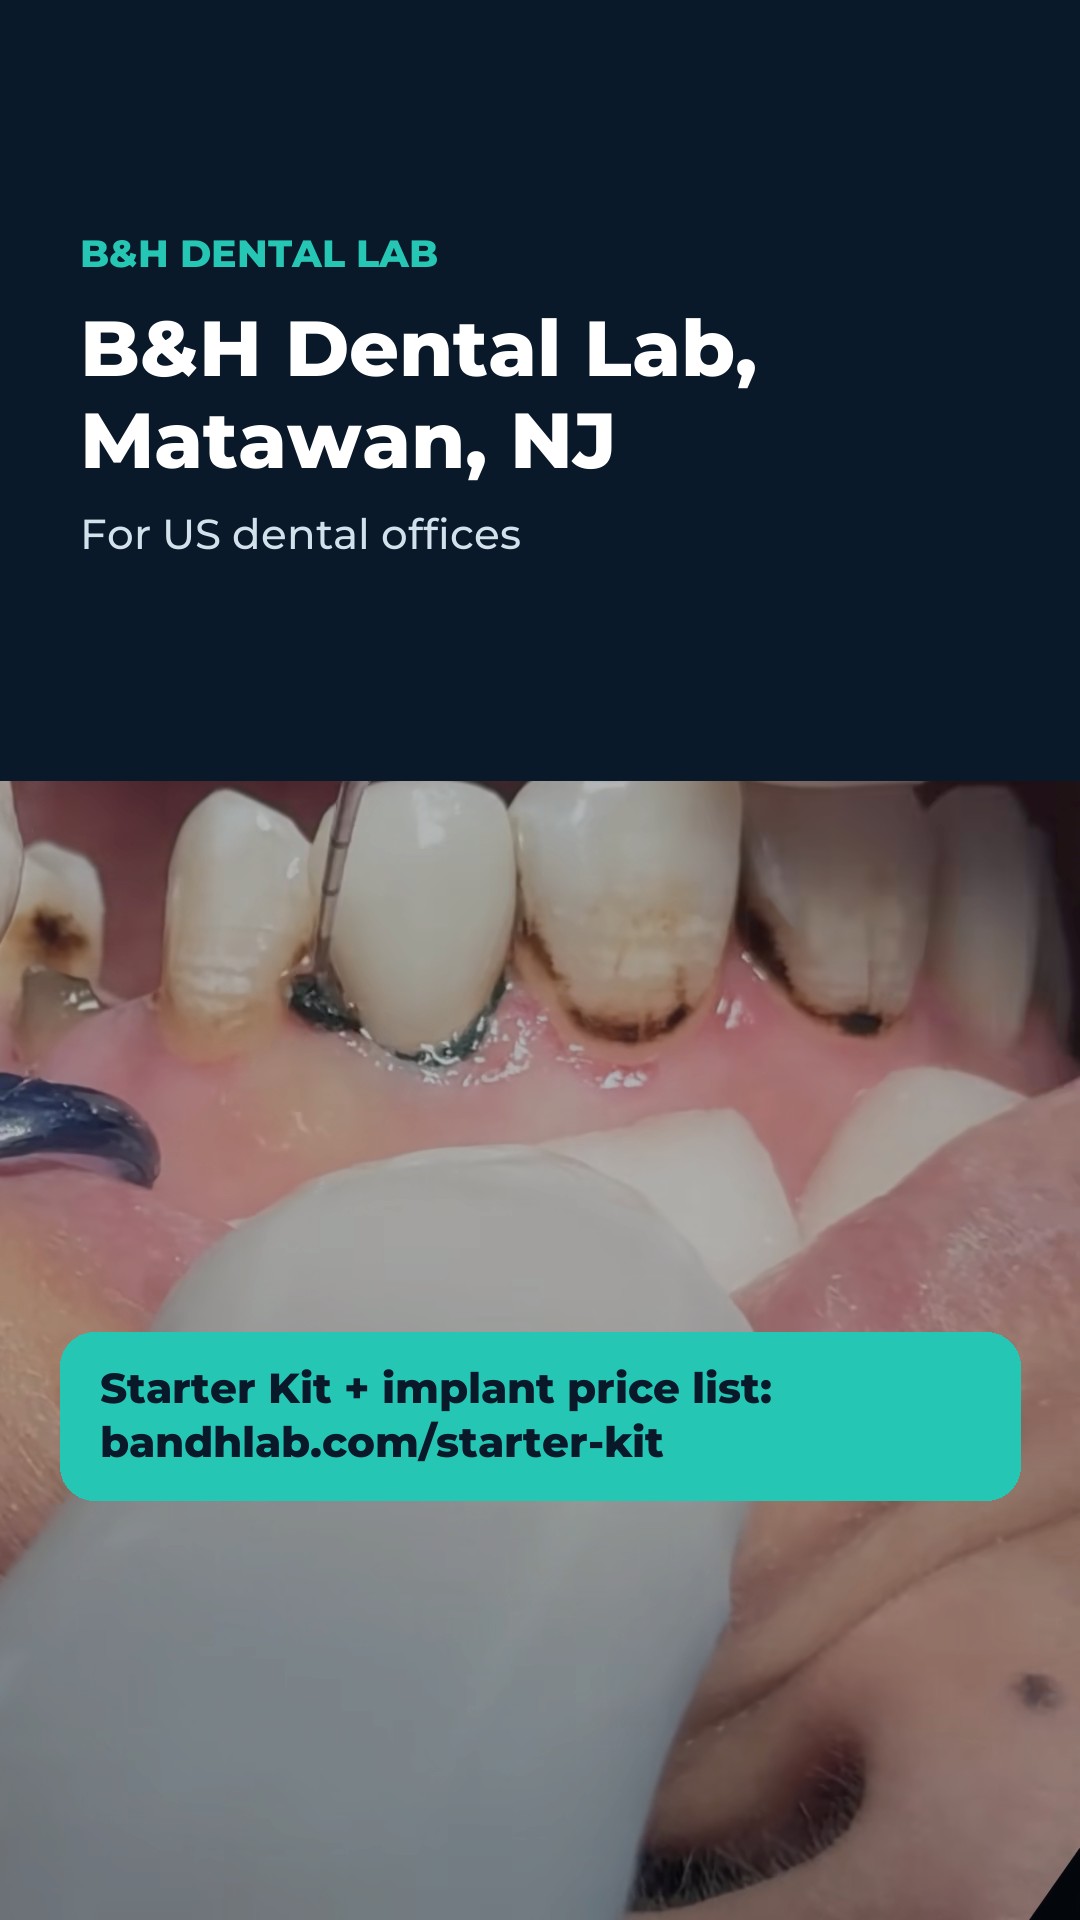 B&H DENTAL LAB
B&H Dental Lab,
Matawan, NJ
For US dental offices
Starter Kit + implant price list:
bandhlab.com/starter-kit